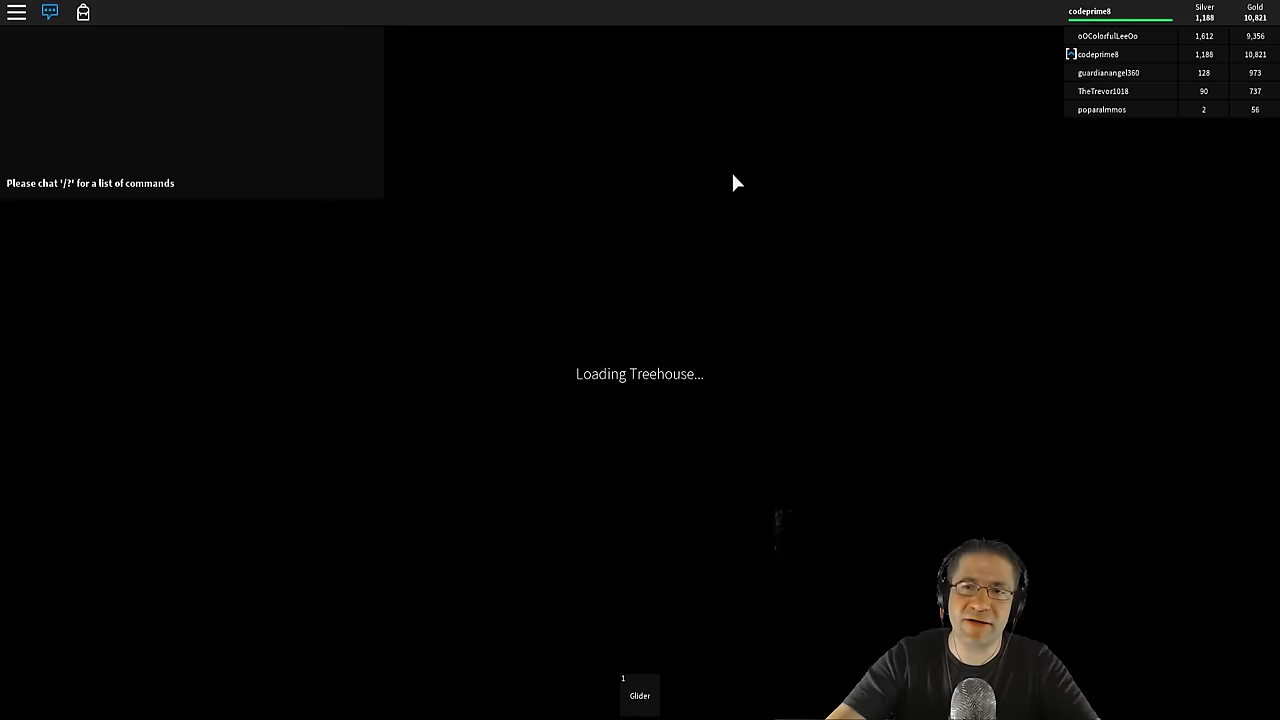 codeprime8 Silver 1,188 Gold 10,821
oOColorfulLeeOo 1,612 9,356
codeprime8 1,188 10,821
guardianangel360 128 973
TheTrevor1018 90 737
poparalmmos 2 56
Please chat '/?' for a list of commands
Loading Treehouse...
1
Glider